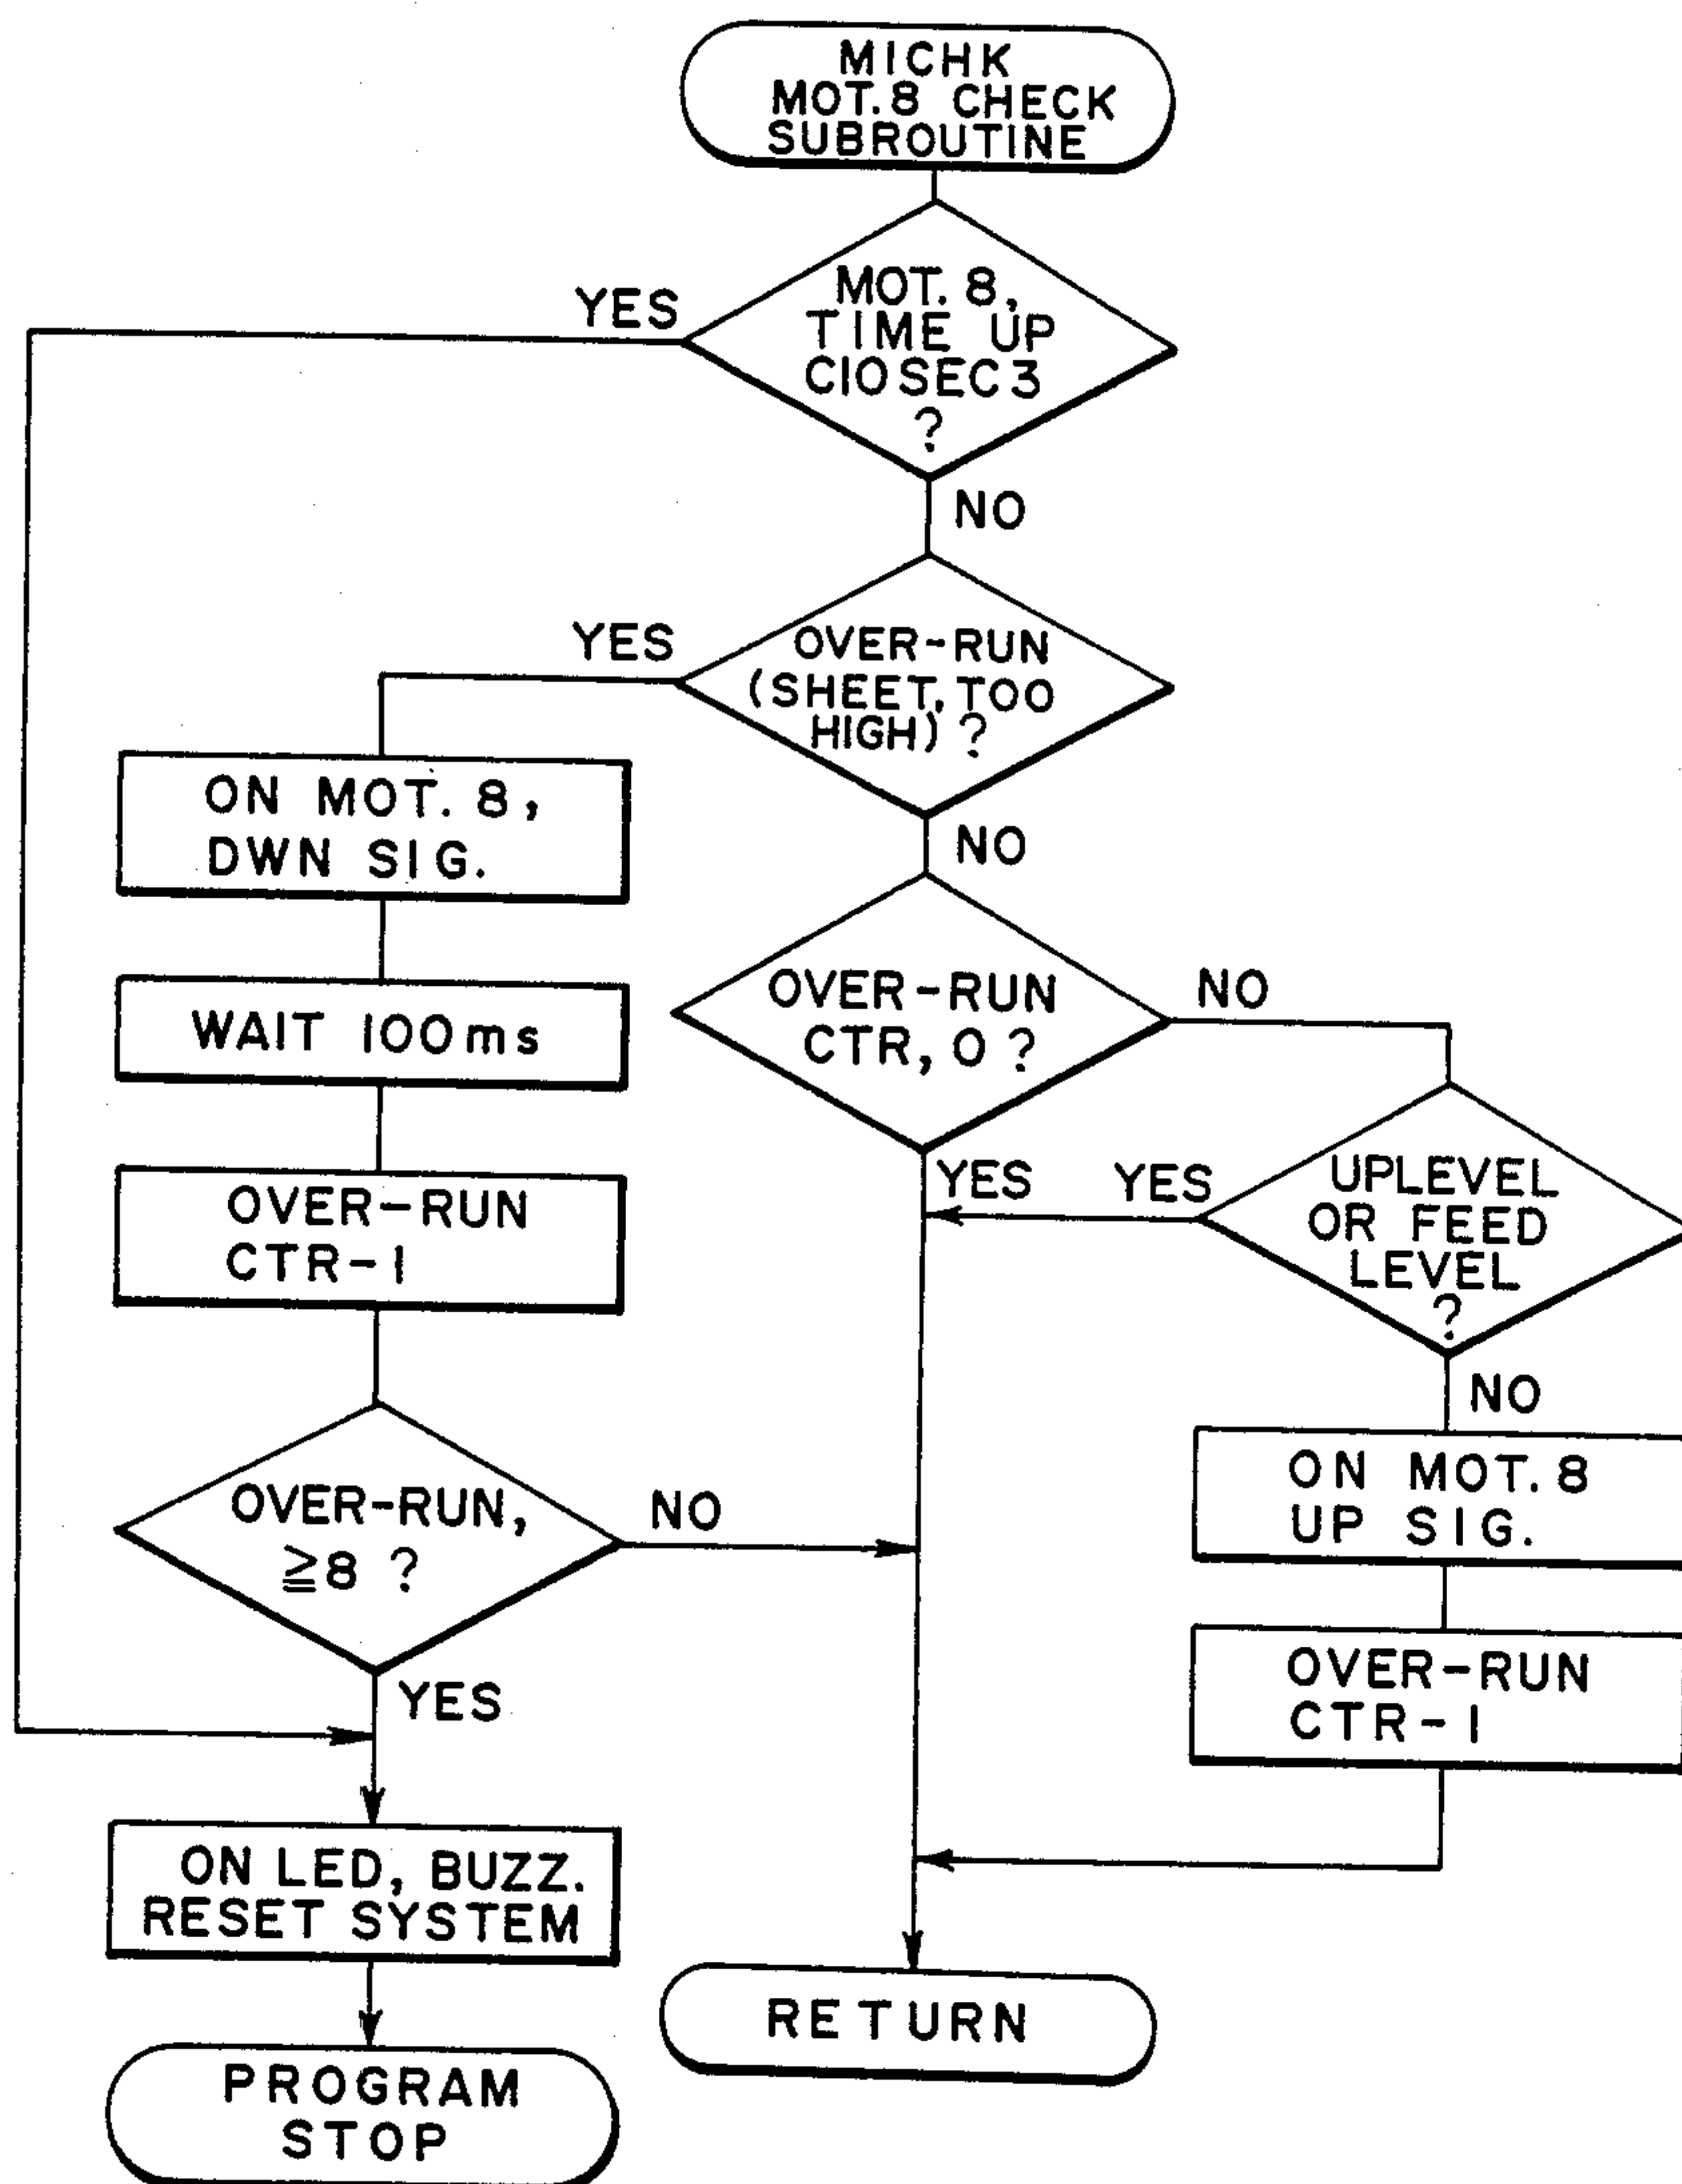 MICHK
MOT.8 CHECK
SUBROUTINE
MOT. 8,
TIME UP
C10SEC3
?
YES
NO
OVER-RUN
(SHEET, TOO
HIGH) ?
YES
NO
ON MOT. 8,
DWN SIG.
WAIT 100ms
OVER-RUN
CTR-1
OVER-RUN,
≧8 ?
NO
YES
ON LED, BUZZ.
RESET SYSTEM
PROGRAM
STOP
OVER-RUN
CTR, 0 ?
NO
YES
UPLEVEL
OR FEED
LEVEL
?
YES
NO
ON MOT. 8
UP SIG.
OVER-RUN
CTR-1
RETURN